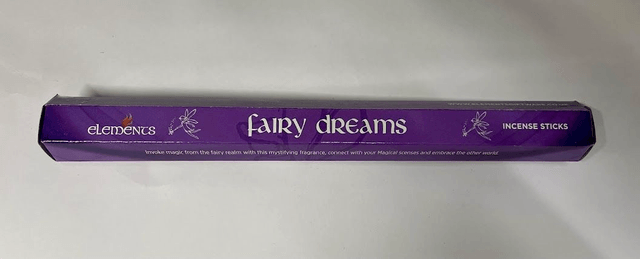 eLements
fairy dreams
INCENSE STICKS
Invoke magic, from the fairy realm with this mystifying fragrance, connect with your Magical scenses and embrace the other world.